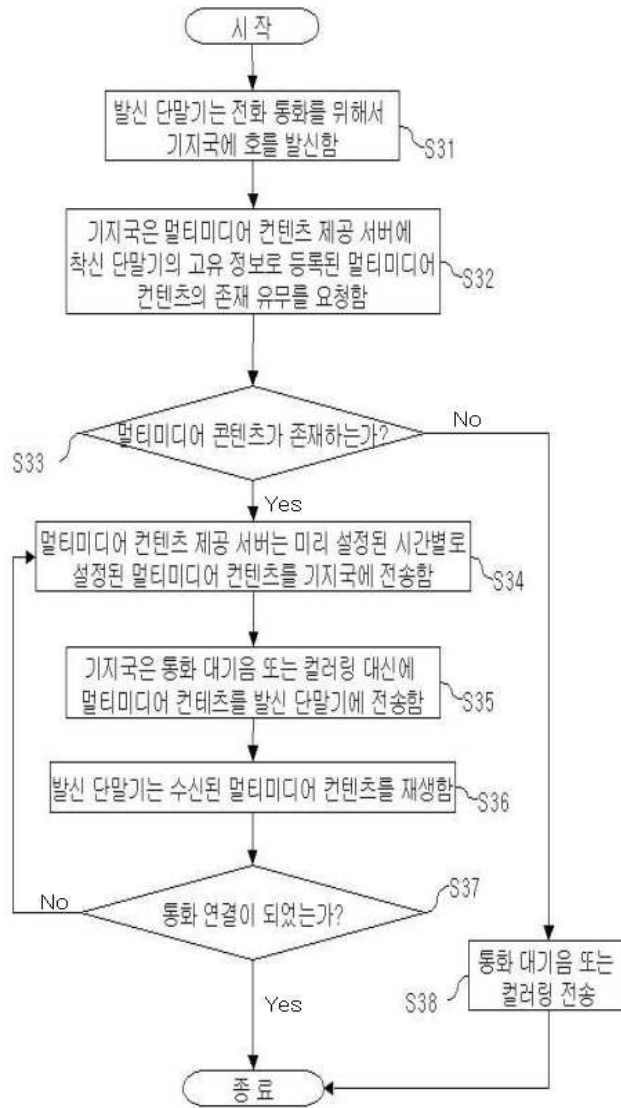 시 작
발신 단말기는 전화 통화를 위해서
기지국에 호를 발신함
S31
기지국은 멀티미디어 컨텐츠 제공 서버에
착신 단말기의 고유 정보로 등록된 멀티미디어
컨텐츠의 존재 유무를 요청함
S32
멀티미디어 콘텐츠가 존재하는가?
No
S33
Yes
멀티미디어 컨텐츠 제공 서버는 미리 설정된 시간별로
설정된 멀티미디어 컨텐츠를 기지국에 전송함
S34
기지국은 통화 대기음 또는 컬러링 대신에
멀티미디어 컨테츠를 발신 단말기에 전송함
S35
발신 단말기는 수신된 멀티미디어 컨텐츠를 재생함
S36
S37
No
통화 연결이 되었는가?
Yes
통화 대기음 또는
컬러링 전송
S38
종 료